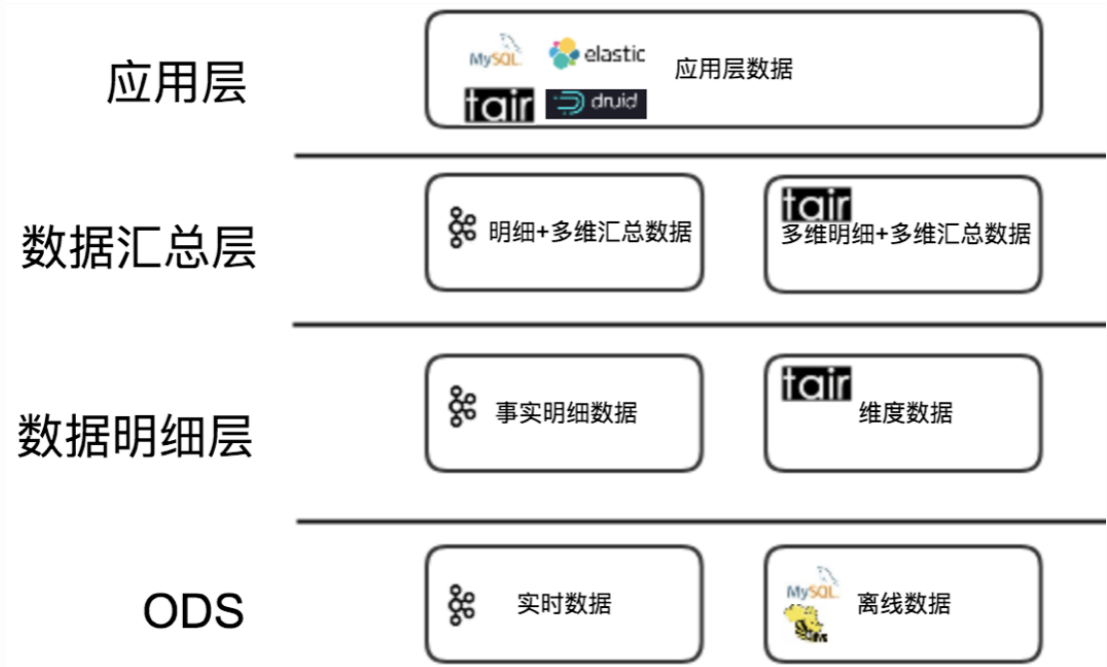 应用层
MySQL
elastic
tair
druid
应用层数据
数据汇总层
明细+多维汇总数据
tair
多维明细+多维汇总数据
数据明细层
事实明细数据
tair
维度数据
ODS
实时数据
MySQL
离线数据